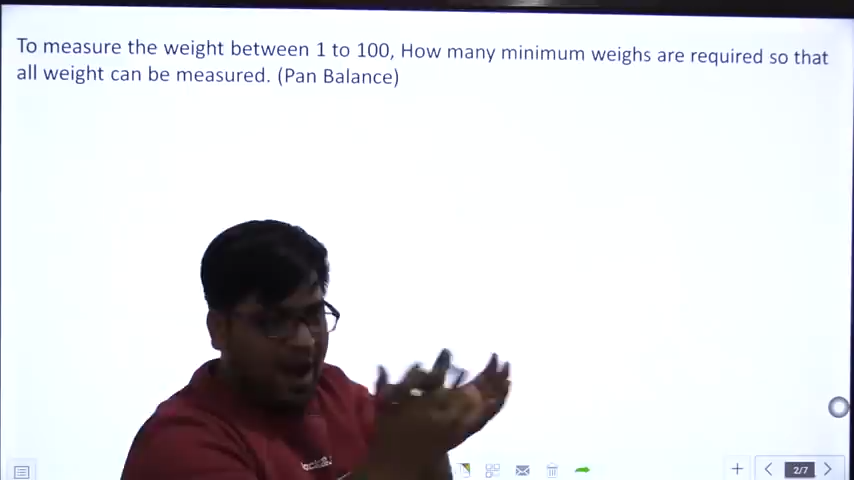 To measure the weight between 1 to 100, How many minimum weighs are required so that
all weight can be measured. (Pan Balance)
2/7